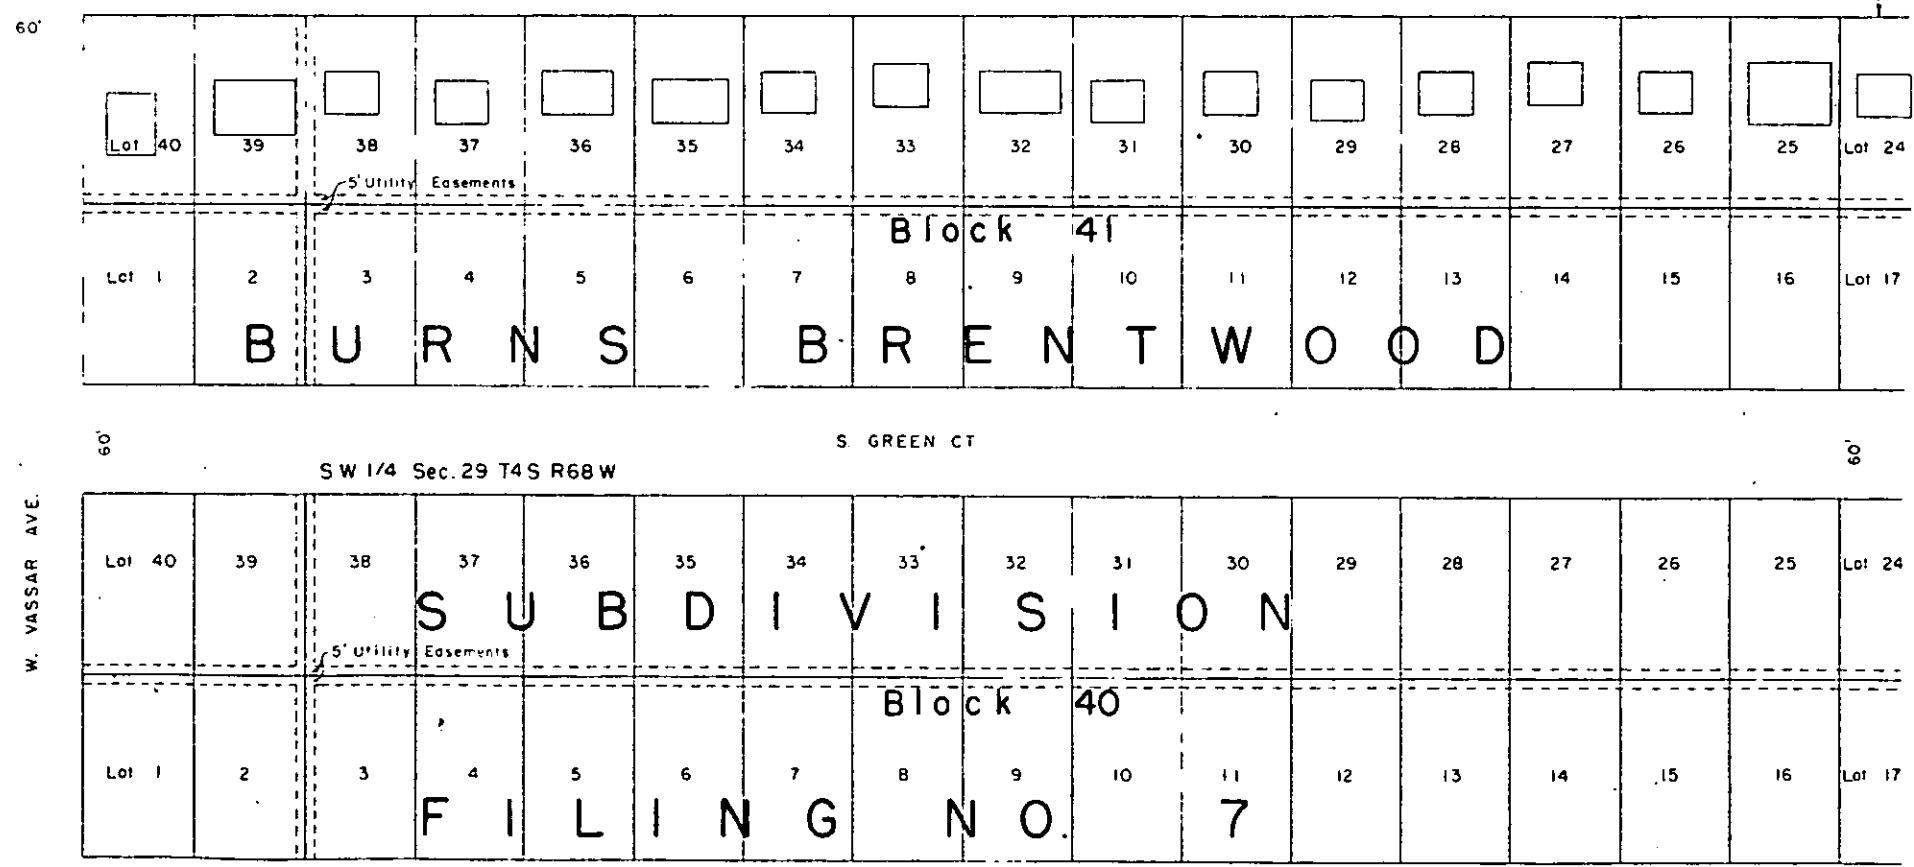 60'
Lot 40 39 38 37 36 35 34 33 32 31 30 29 28 27 26 25 Lot 24
5' Utility Easements
Block 41
Lot 1 2 3 4 5 6 7 8 9 10 11 12 13 14 15 16 Lot 17
BURNS BRENTWOOD
60' S. GREEN CT 60'
SW 1/4 Sec. 29 T4S R68W
W. VASSAR AVE.
Lot 40 39 38 37 36 35 34 33 32 31 30 29 28 27 26 25 Lot 24
SUBDIVISION
5' Utility Easements
Block 40
Lot 1 2 3 4 5 6 7 8 9 10 11 12 13 14 15 16 Lot 17
FILING NO. 7